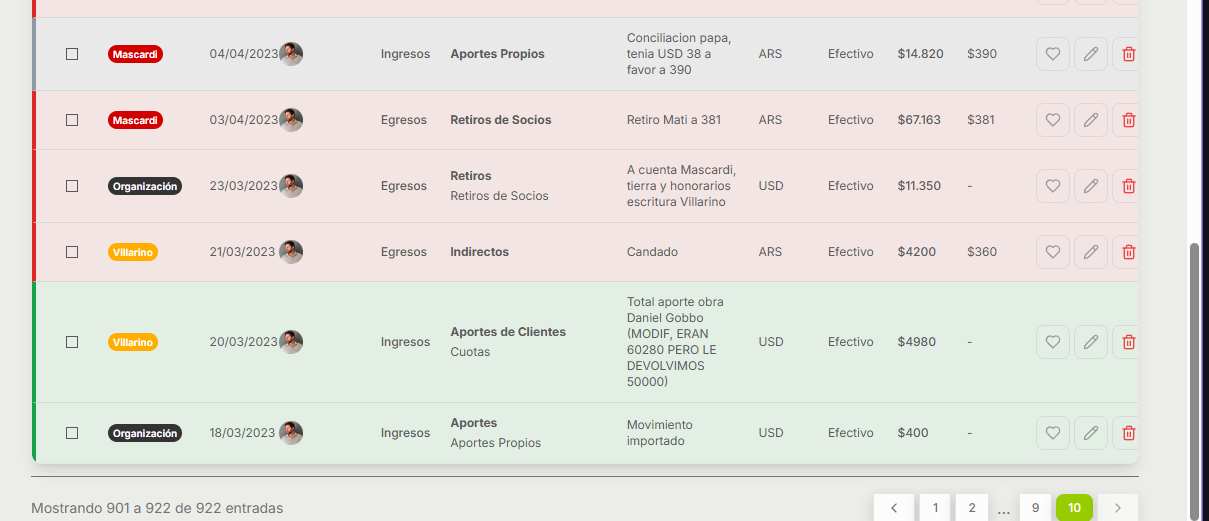 Mascardi 04/04/2023 Ingresos Aportes Propios Conciliacion papa, tenia USD 38 a favor a 390 ARS Efectivo $14.820 $390
Mascardi 03/04/2023 Egresos Retiros de Socios Retiro Mati a 381 ARS Efectivo $67.163 $381
Organización 23/03/2023 Egresos Retiros Retiros de Socios A cuenta Mascardi, tierra y honorarios escritura Villarino USD Efectivo $11.350 -
Villarino 21/03/2023 Egresos Indirectos Candado ARS Efectivo $4200 $360
Villarino 20/03/2023 Ingresos Aportes de Clientes Cuotas Total aporte obra Daniel Gobbo (MODIF, ERAN 60280 PERO LE DEVOLVIMOS 50000) USD Efectivo $4980 -
Organización 18/03/2023 Ingresos Aportes Aportes Propios Movimiento importado USD Efectivo $400 -
Mostrando 901 a 922 de 922 entradas 1 2 ... 9 10